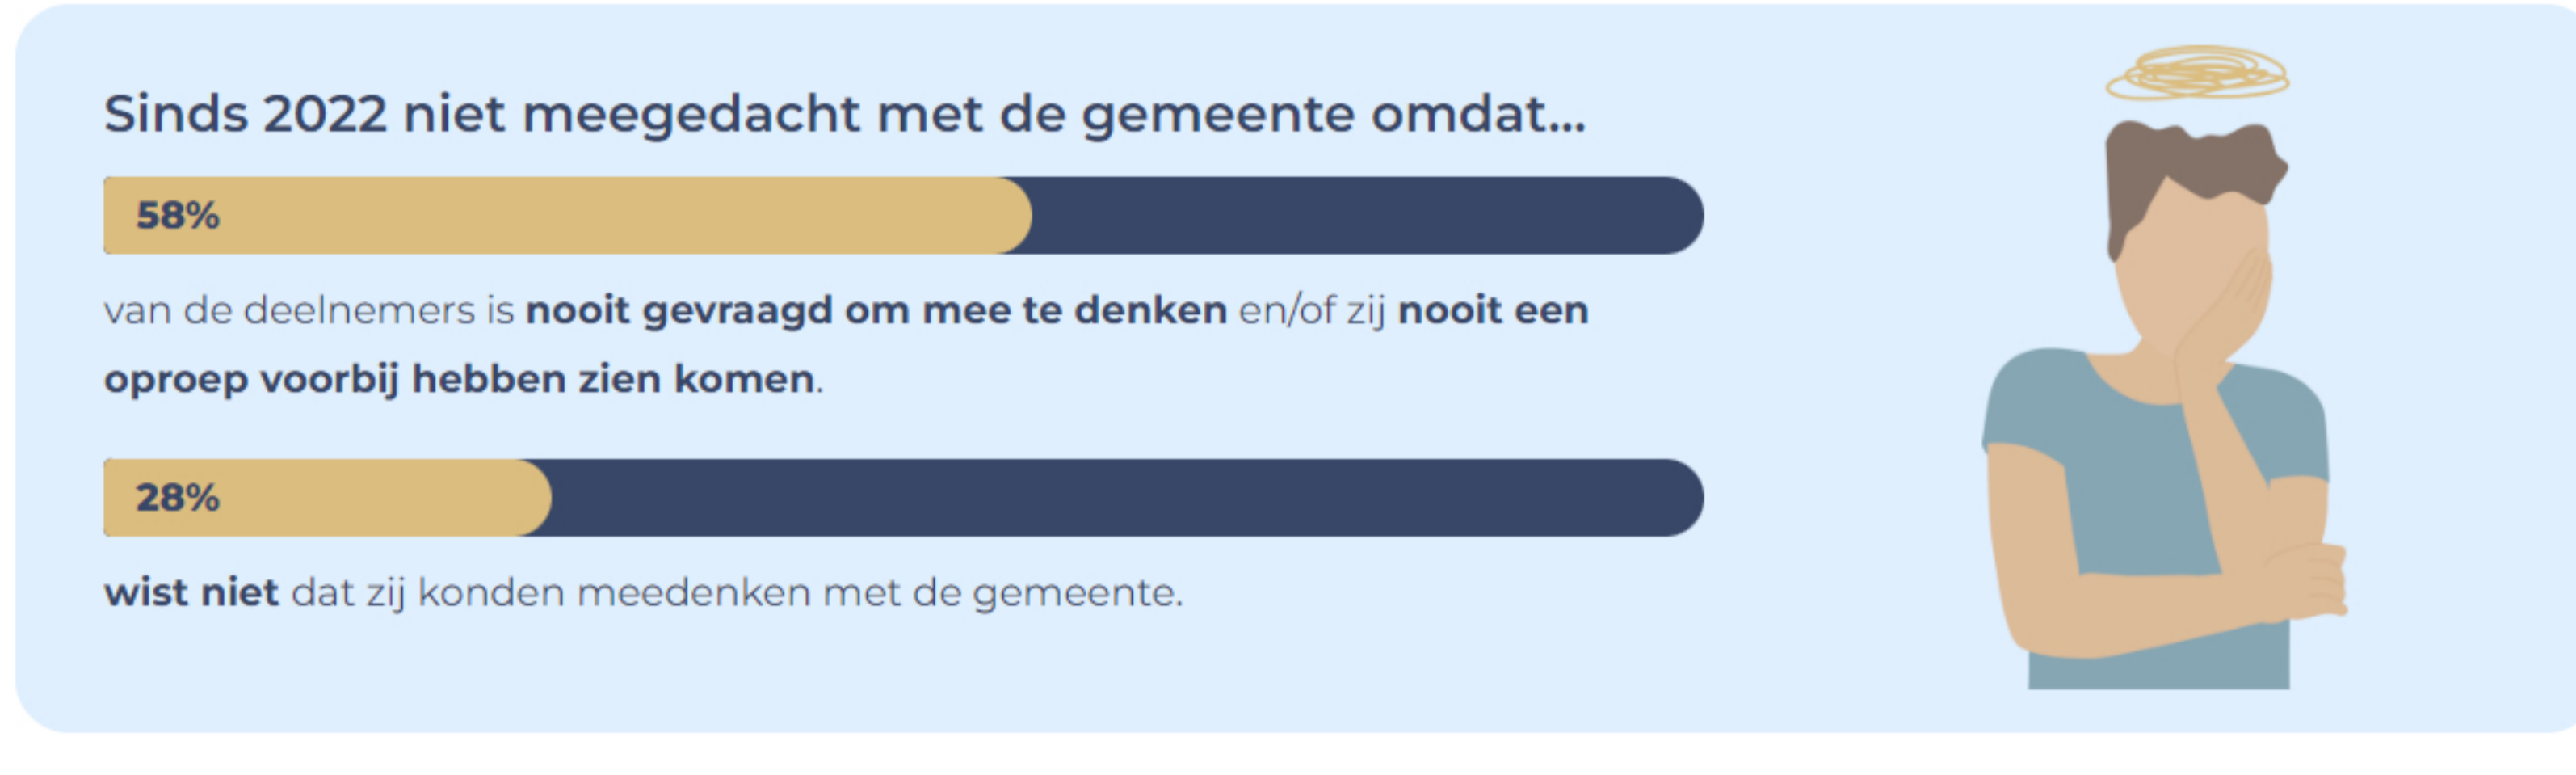 Sinds 2022 niet meegedacht met de gemeente omdat...
58%
van de deelnemers is nooit gevraagd om mee te denken en/of zij nooit een
oproep voorbij hebben zien komen.
28%
wist niet dat zij konden meedenken met de gemeente.